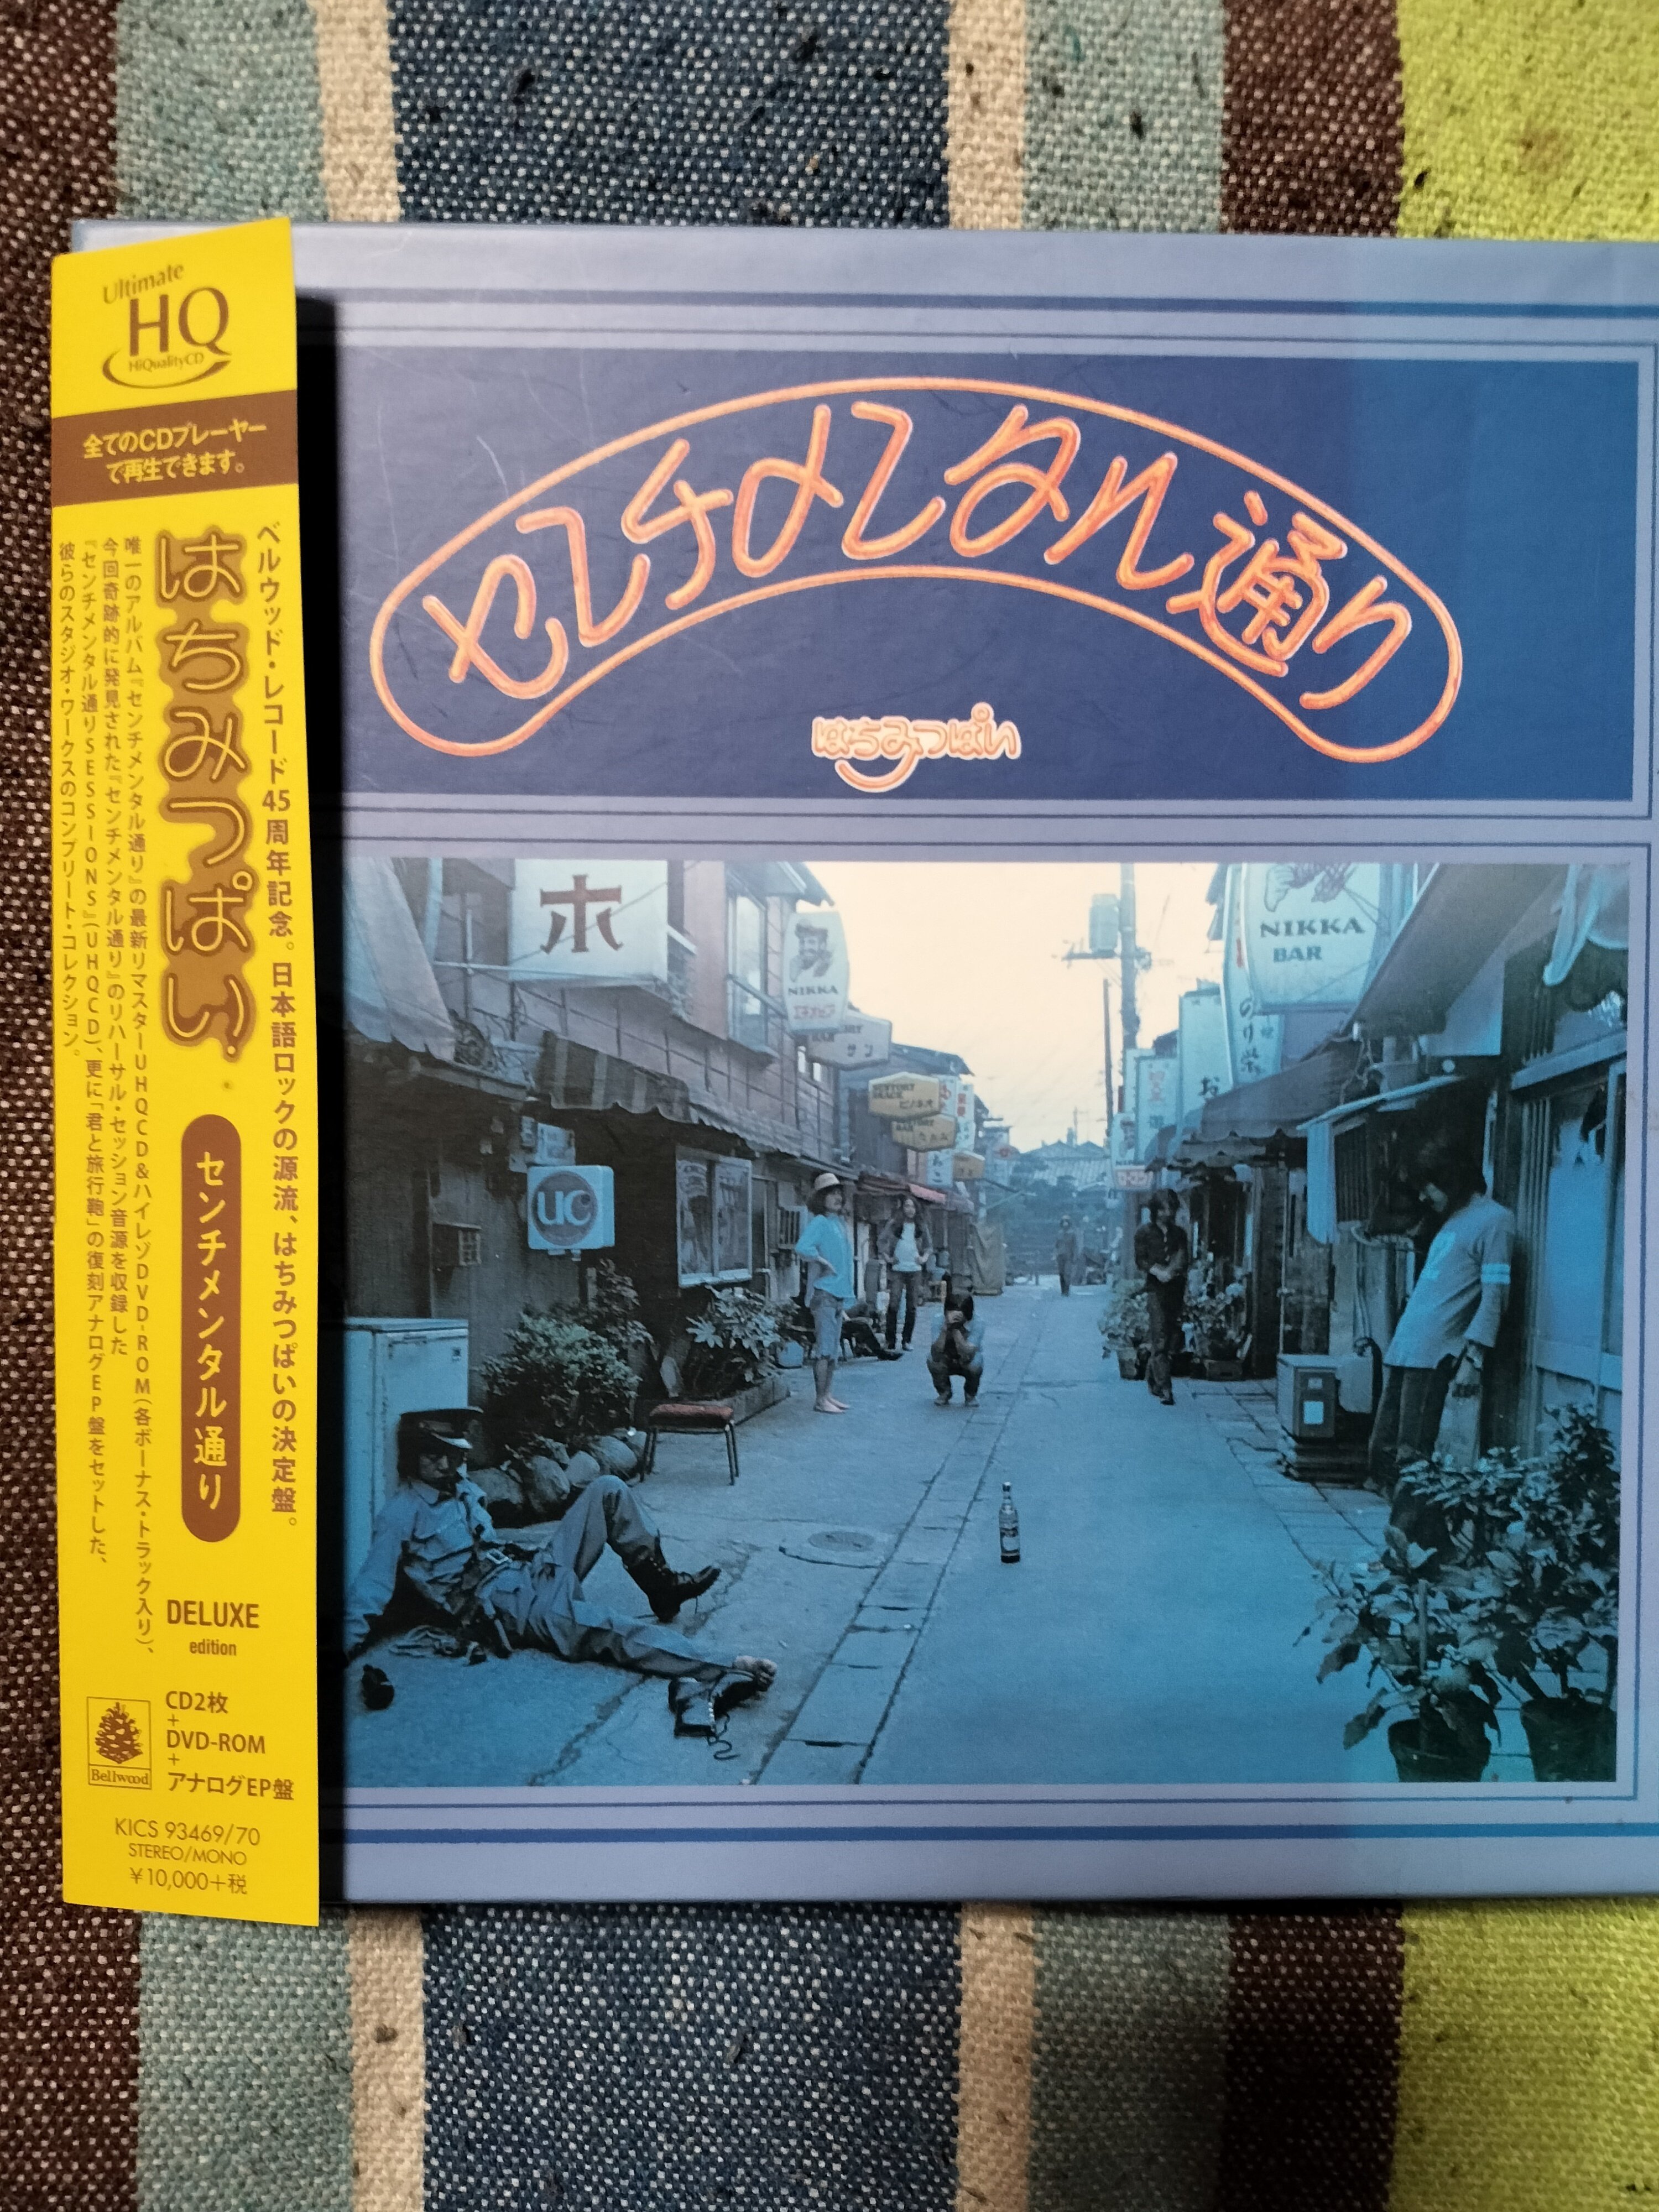 Ultimate
HQ
HiQualityCD
全てのCDプレーヤー
で再生できます。
ベルウッド・レコード45周年記念。日本語ロックの源流、はちみつぱいの決定盤。
はちみつぱい
センチメンタル通り
唯一のアルバム『センチメンタル通り』の最新リマスターUHQCD&ハイレゾDVD-ROM(各ボーナス・トラック入り)、
今回奇跡的に発見された『センチメンタル通り』のリハーサル・セッション音源を収録した
『センチメンタル通りSESSIONS』(UHQCD)、更に「君と旅行鞄」の復刻アナログEP盤をセットした、
彼らのスタジオ・ワークスのコンプリート・コレクション。
DELUXE
edition
CD2枚
+
DVD-ROM
+
アナログEP盤
Bellwood
KICS 93469/70
STEREO/MONO
¥10,000+税
センチメンタル通り
はちみつぱい
ホ
NIKKA
BAR
サン
ピノキオ
UC
NIKKA
BAR
お